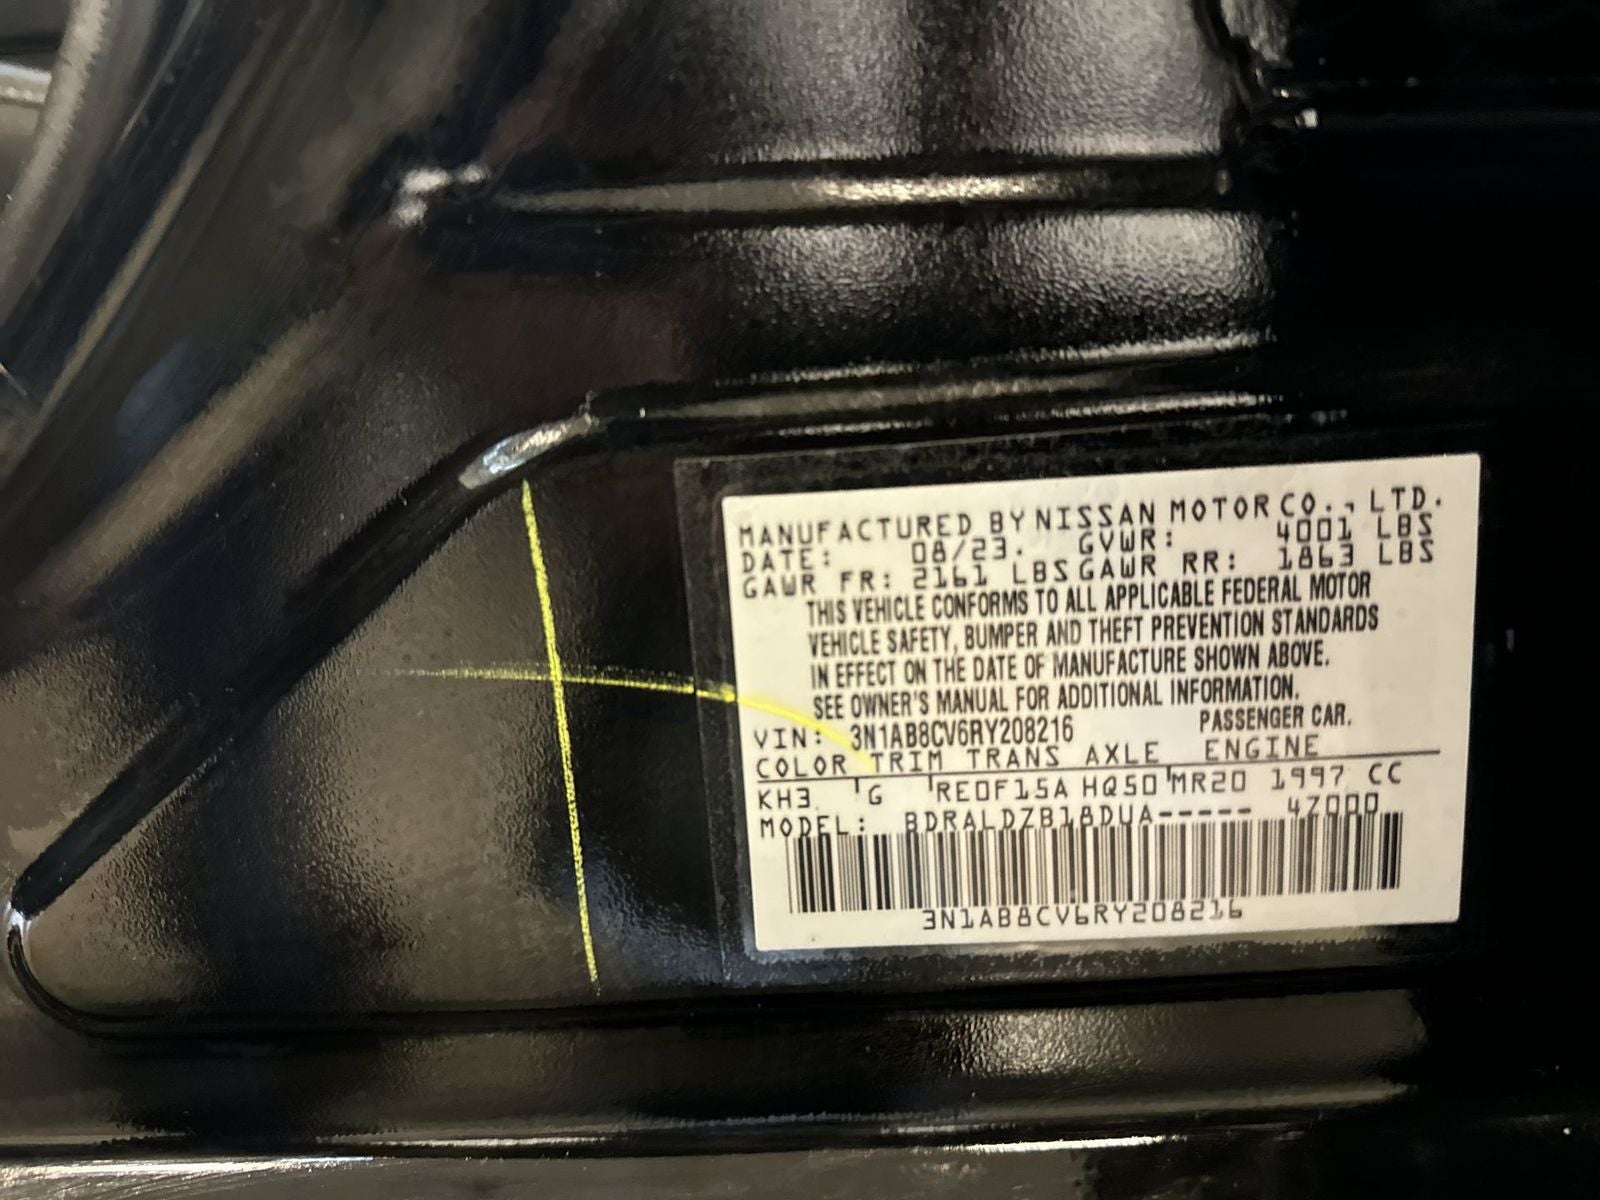 MANUFACTURED BY NISSAN MOTOR CO., LTD.
DATE: 08/23. GVWR: 4001 LBS
GAWR FR: 2161 LBS GAWR RR: 1863 LBS
THIS VEHICLE CONFORMS TO ALL APPLICABLE FEDERAL MOTOR
VEHICLE SAFETY, BUMPER AND THEFT PREVENTION STANDARDS
IN EFFECT ON THE DATE OF MANUFACTURE SHOWN ABOVE.
SEE OWNER'S MANUAL FOR ADDITIONAL INFORMATION.
VIN: 3N1AB8CV6RY208216 PASSENGER CAR.
COLOR TRIM TRANS AXLE ENGINE
KH3 G RE0F15A HQ50 MR20 1997 CC
MODEL: BDRALDZB18DUA----- 4Z000
3N1AB8CV6RY208216